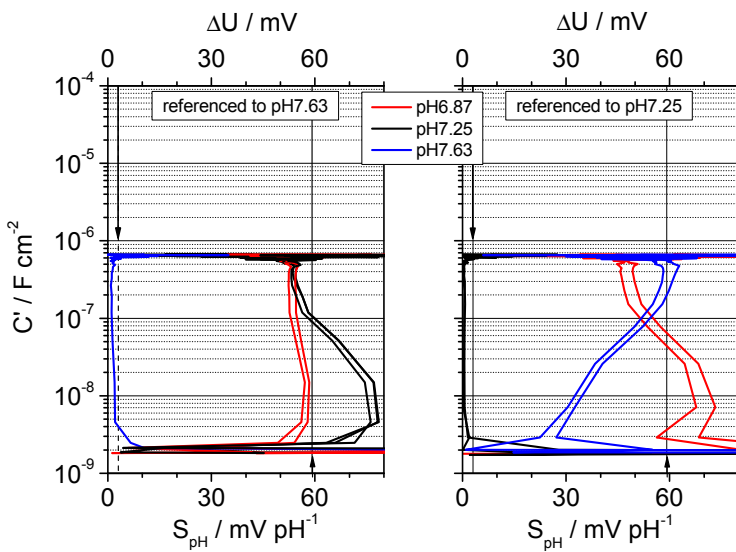 ΔU / mV
ΔU / mV
0 30 60
0 30 60
10⁻⁴
10⁻⁵
10⁻⁶
10⁻⁷
10⁻⁸
10⁻⁹
C' / F cm⁻²
referenced to pH7.63
pH6.87
pH7.25
pH7.63
referenced to pH7.25
0 30 60
0 30 60
S_pH / mV pH⁻¹
S_pH / mV pH⁻¹